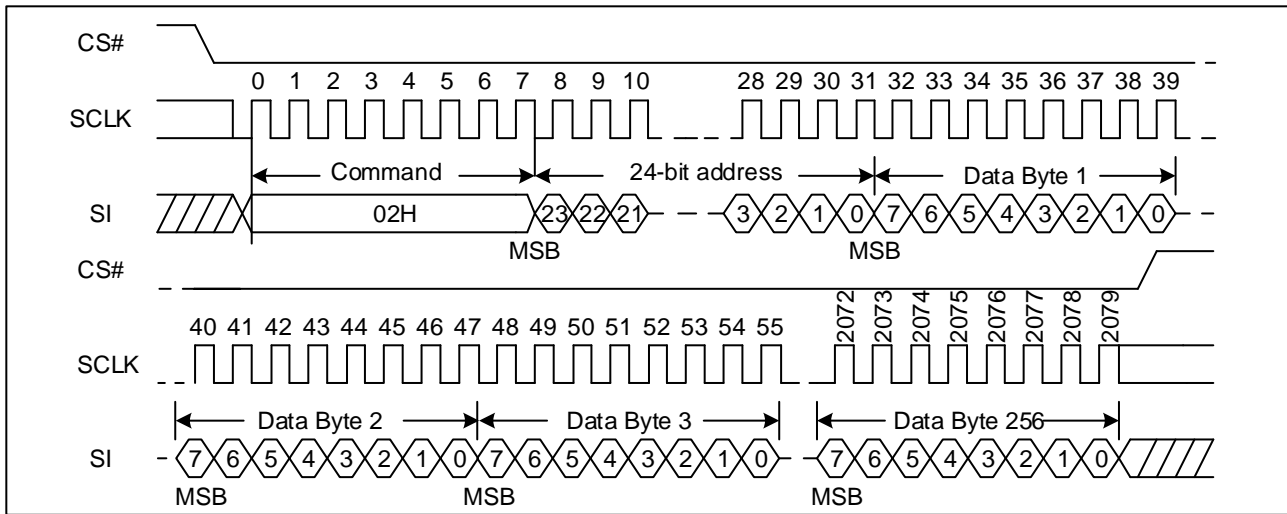 CS#
0 1 2 3 4 5 6 7 8 9 10 28 29 30 31 32 33 34 35 36 37 38 39
SCLK
Command 24-bit address Data Byte 1
SI 02H 23 22 21 3 2 1 0 7 6 5 4 3 2 1 0
MSB MSB
CS#
40 41 42 43 44 45 46 47 48 49 50 51 52 53 54 55 2072 2073 2074 2075 2076 2077 2078 2079
SCLK
Data Byte 2 Data Byte 3 Data Byte 256
SI 7 6 5 4 3 2 1 0 7 6 5 4 3 2 1 0 7 6 5 4 3 2 1 0
MSB MSB MSB